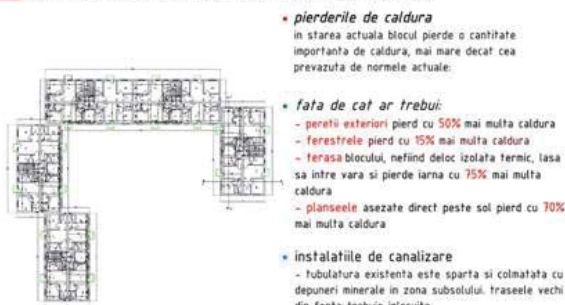 • pierderile de caldura
in starea actuala blocul pierde o cantitate
importanta de caldura, mai mare decat cea
prevazuta de normele actuale:
• fata de cat ar trebui:
- peretii exteriori pierd cu 50% mai multa caldura
- ferestrele pierd cu 15% mai multa caldura
- terasa blocului, nefiind deloc izolata termic, lasa
sa intre vara si pierde iarna cu 75% mai multa
caldura
- planseele asezate direct peste sol pierd cu 70%
mai multa caldura
• instalatiile de canalizare
- tubulatura existenta este sparta si colmatata cu
depuneri minerale in zona subsolului. traseele vechi
din fonta trebuie inlocuite